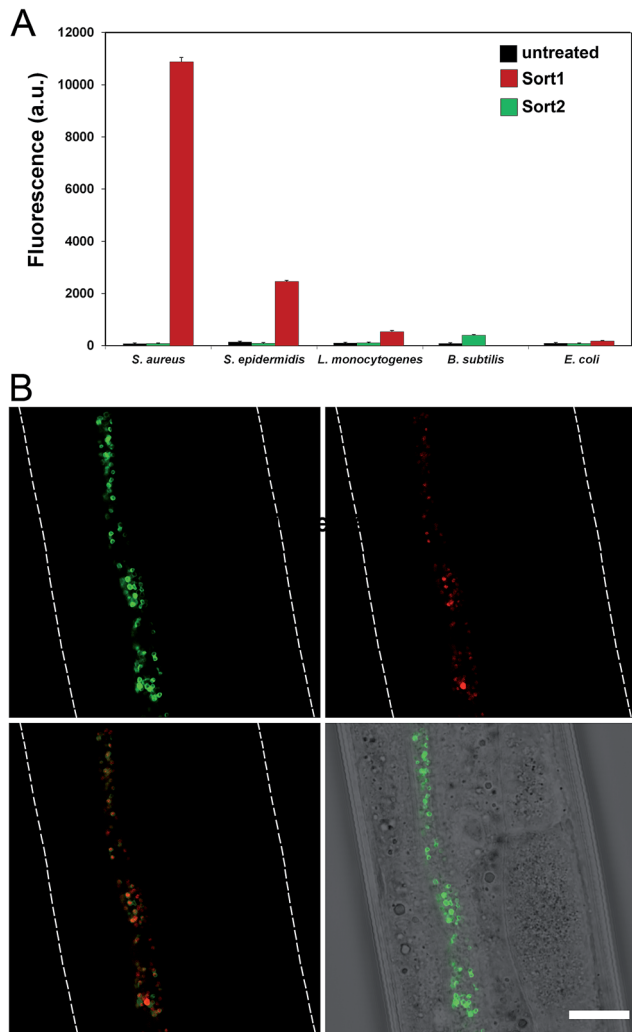 A
12000
10000
8000
6000
4000
2000
0
Fluorescence (a.u.)
untreated
Sort1
Sort2
S. aureus
S. epidermidis
L. monocytogenes
B. subtilis
E. coli
B
e